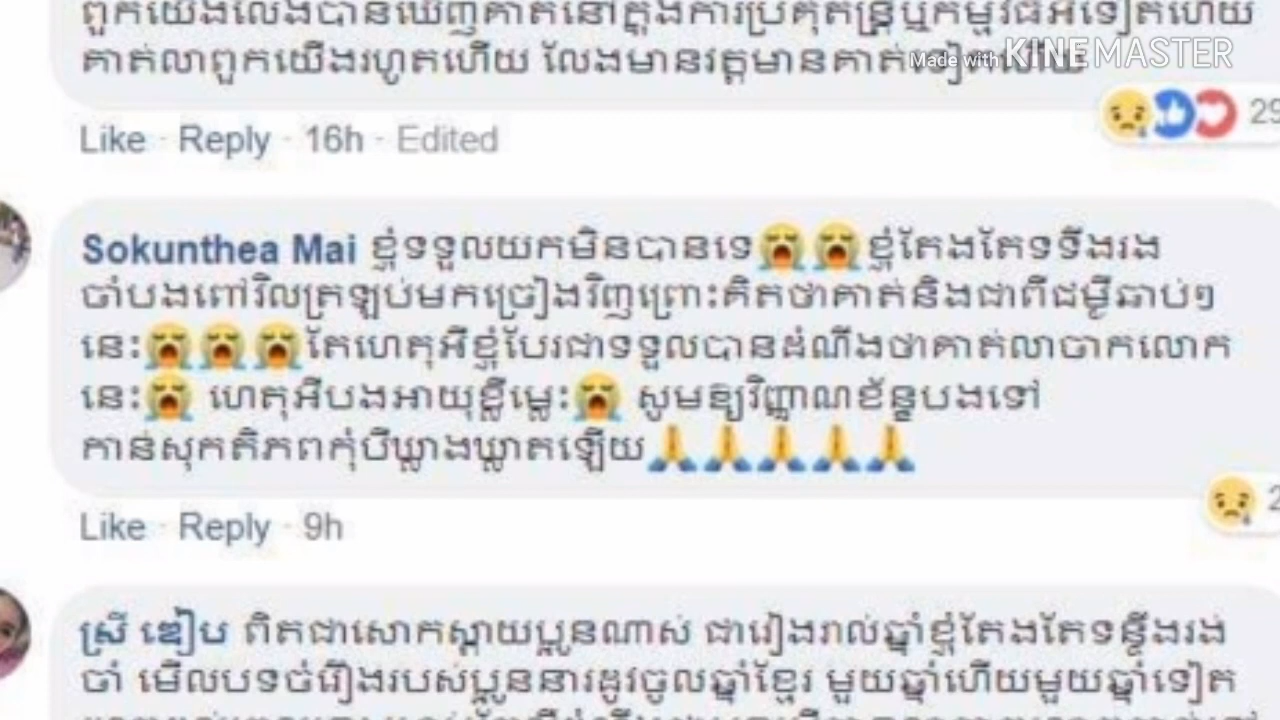 ពួកយើងលែងបានឃើញគាត់នៅក្នុងការប្រគុំតន្ត្រីឬកម្មវិធីអីទៀតហើយ
គាត់លាពួកយើងរហូតហើយ លែងមានវត្តមានគាត់
Made with KINEMASTER
29
Like · Reply · 16h · Edited
Sokunthea Mai ខ្ញុំទទួលយកមិនបានទេ😭😭ខ្ញុំតែងតែទទឹងរង
ចាំបងពៅវិលត្រឡប់មកច្រៀងវិញព្រោះគិតថាគាត់និងជាពីជម្ងឺឆាប់ៗ
នេះ😭😭😭តែហេតុអីខ្ញុំបែរជាទទួលបានដំណឹងថាគាត់លាចាកលោក
នេះ😭 ហេតុអីបងអាយុខ្លីម្លេះ😭 សូមឱ្យវិញ្ញាណខ័ន្ធបងទៅ
កាន់សុកតិភពកុំបីឃ្លាងឃ្លាតឡើយ🙏🙏🙏🙏🙏
2
Like · Reply · 9h
ស្រី ឌៀប ពិតជាសោកស្តាយប្អូនណាស់ ជារៀងរាល់ឆ្នាំខ្ញុំតែងតែទន្ទឹងរង់
ចាំ មើលបទចំរឿងរបស់ប្អូននារដូវចូលឆ្នាំខ្មែរ មួយឆ្នាំហើយមួយឆ្នាំទៀត